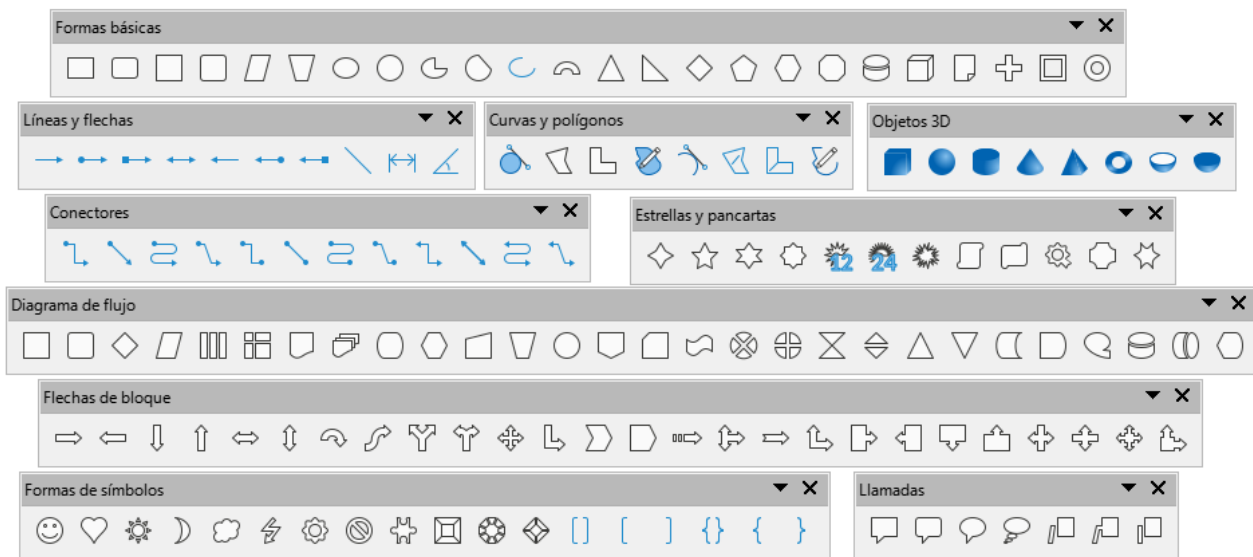 Formas básicas
Líneas y flechas
Curvas y polígonos
Objetos 3D
Conectores
Estrellas y pancartas
12
24
Diagrama de flujo
Flechas de bloque
Formas de símbolos
Llamadas